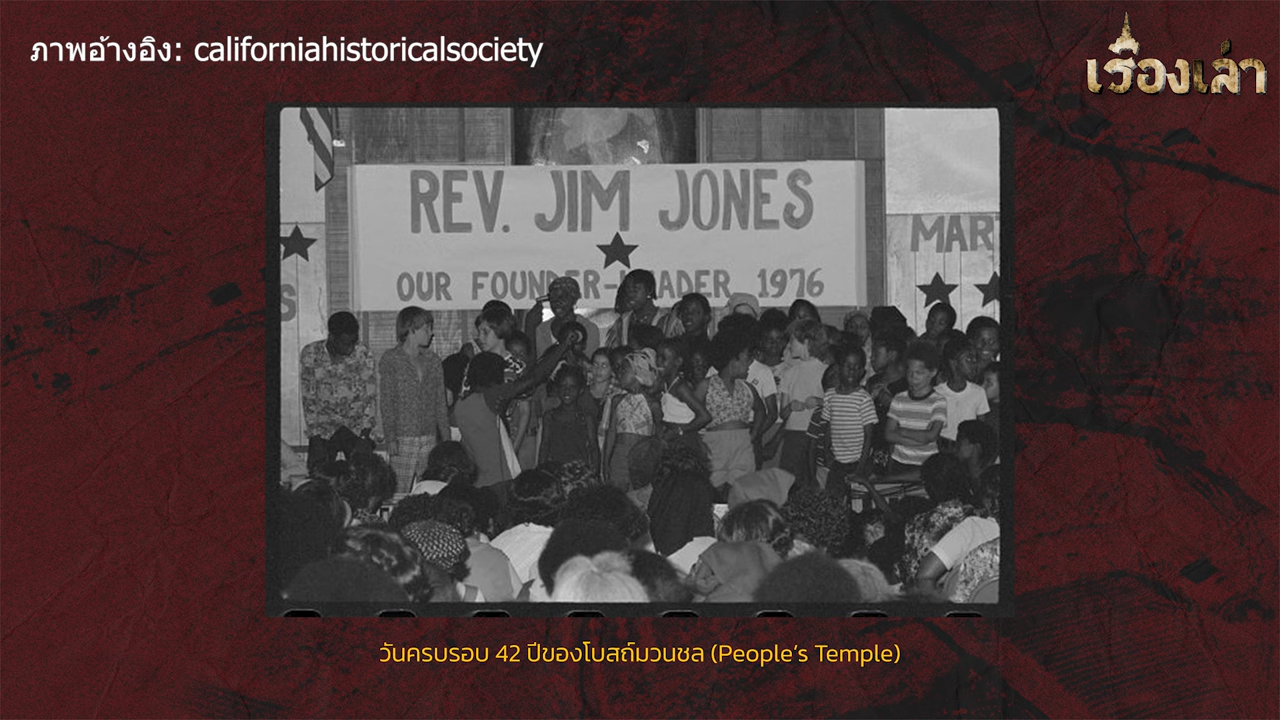 ภาพอ้างอิง: californiahistoricalsociety
เรื่องเล่า
REV. JIM JONES
OUR FOUNDER-LEADER 1976
MAR
S
วันครบรอบ 42 ปีของโบสถ์มวนชล (People's Temple)